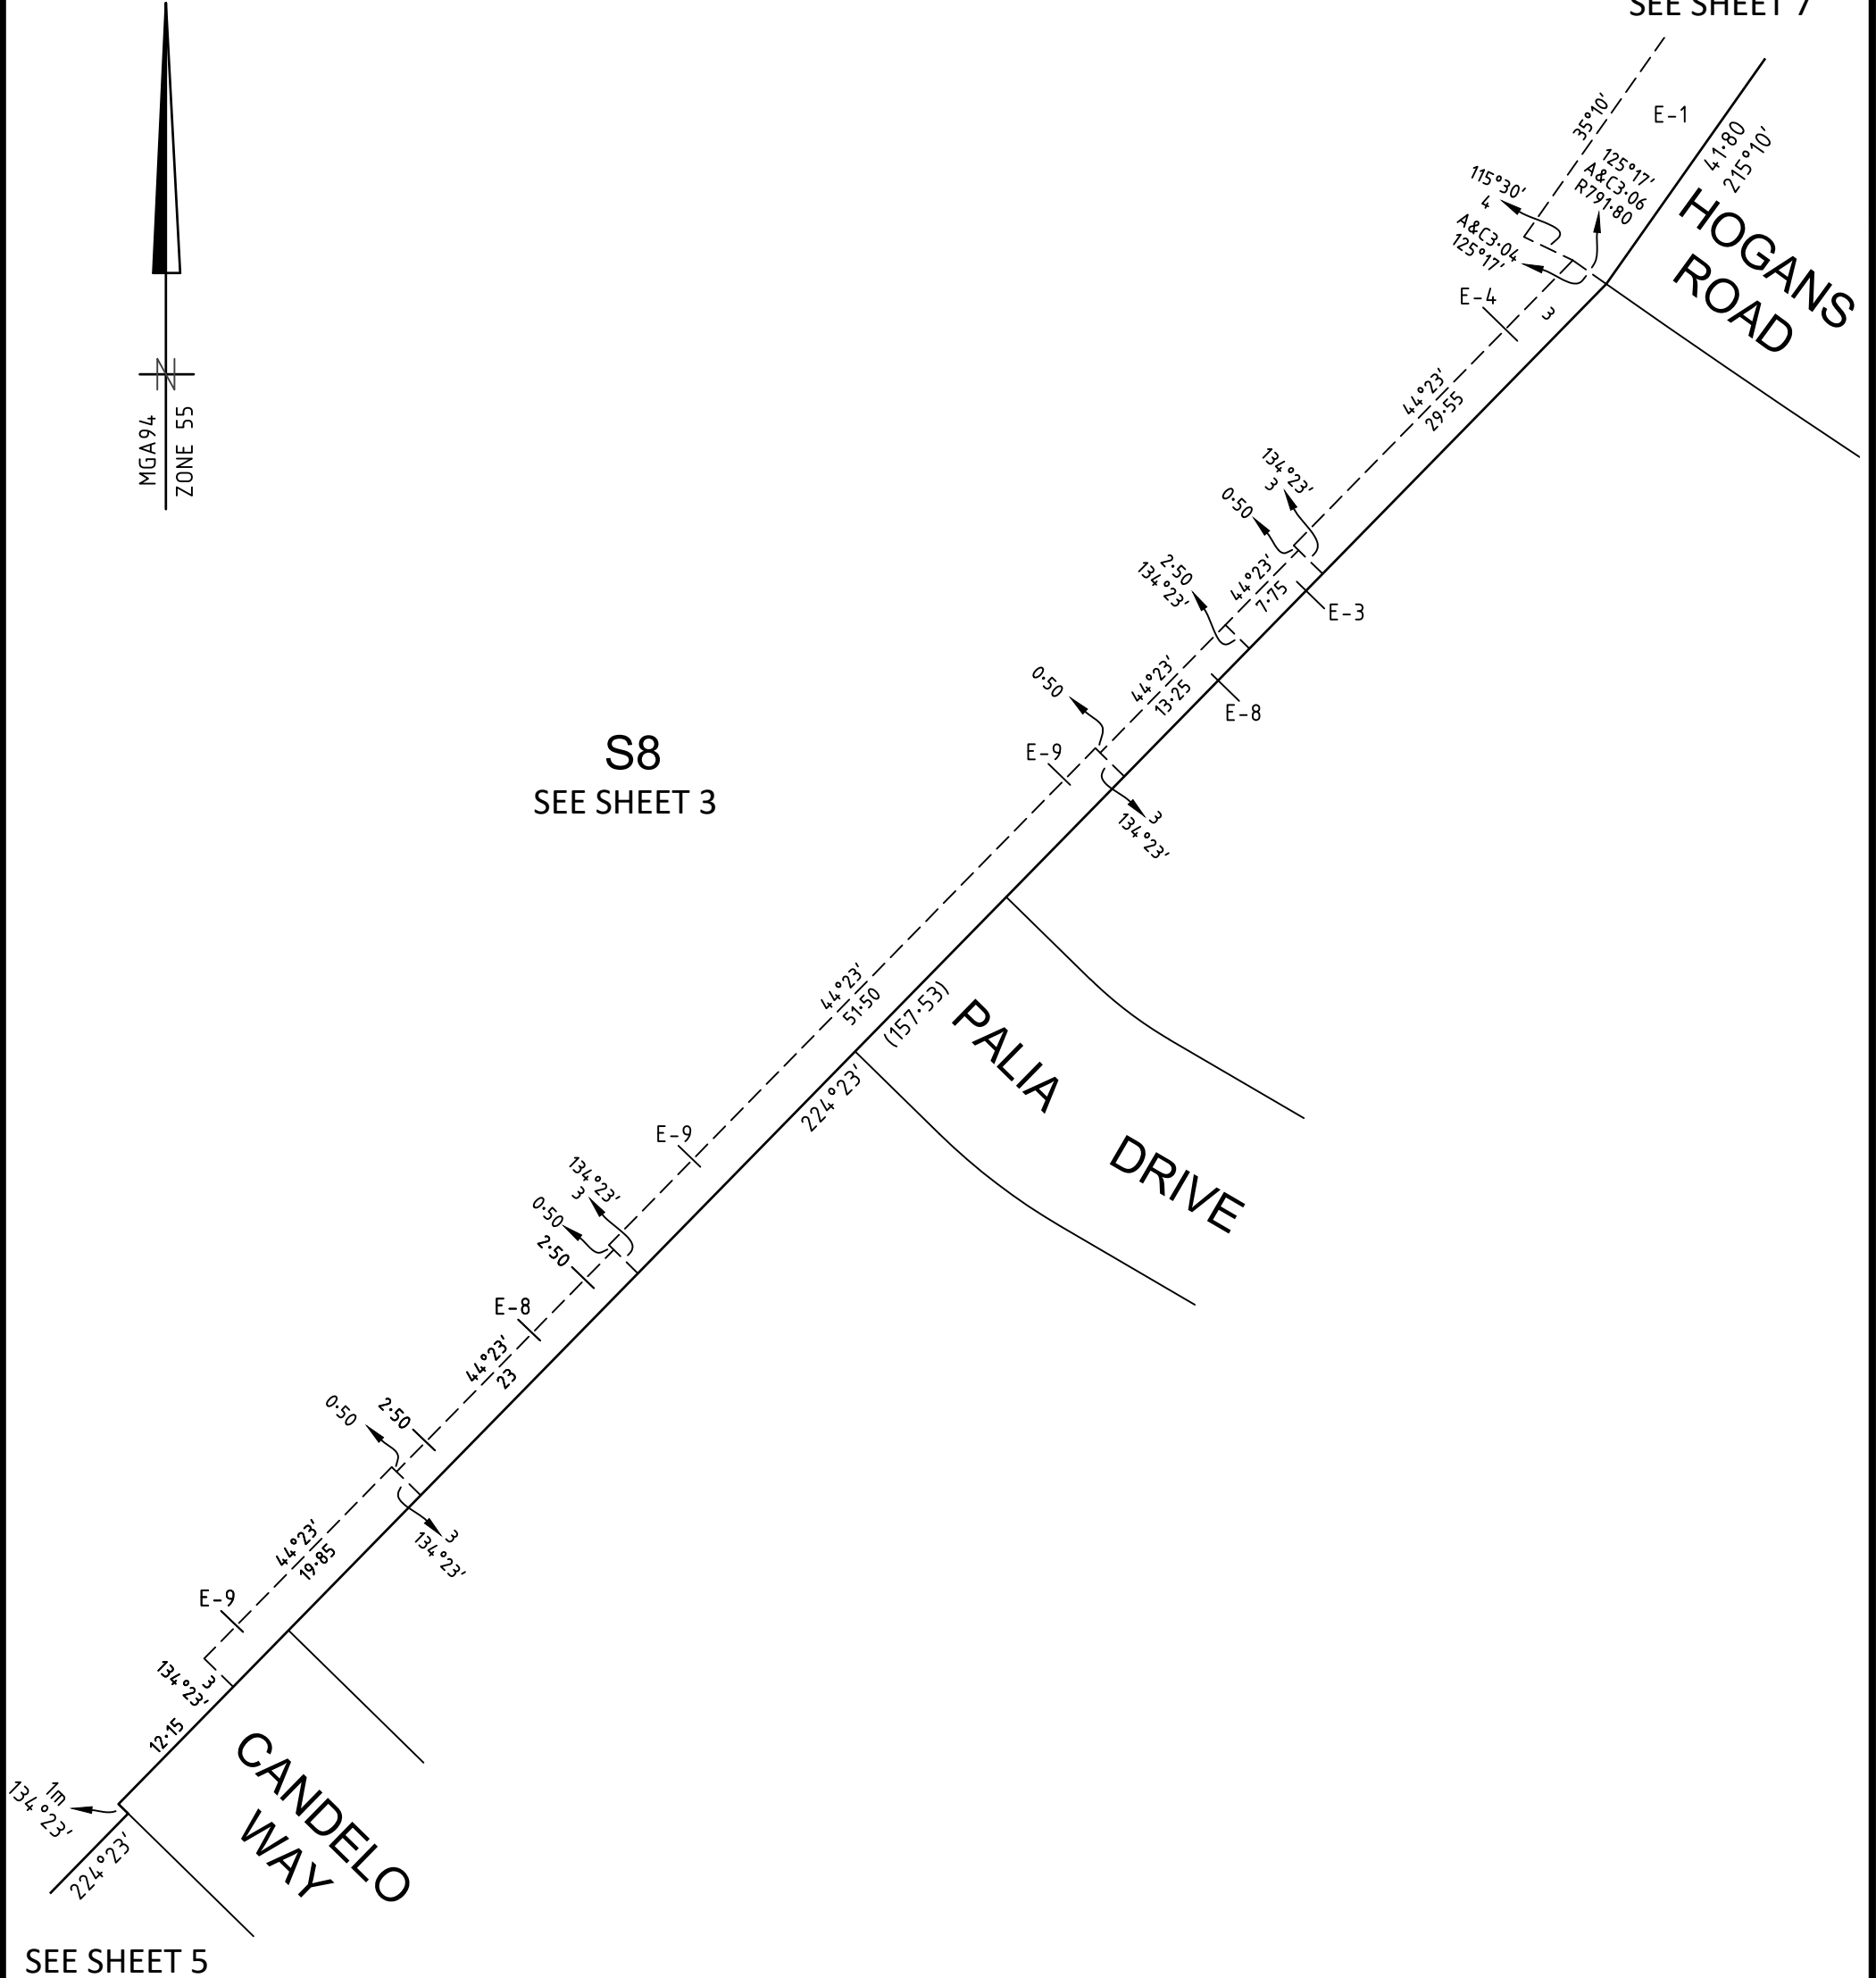 SEE SHEET 7
35°10'
E-1
41·80
215°10'
125°17'
A&C3·06
R791·80
115°30'
4
A&C3·04
125°17'
HOGANS
ROAD
E-4
3
44°23'
29·55
MGA94
ZONE 55
N
134°23'
3
0·50
2·50
134°23'
44°23'
7·75
E-3
44°23'
13·25
E-8
0·50
E-9
3
134°23'
S8
SEE SHEET 3
44°23'
51·50
(157·53)
224°23'
PALIA
DRIVE
E-9
134°23'
3
0·50
2·50
E-8
44°23'
23
0·50
2·50
3
134°23'
44°23'
19·85
E-9
134°23'
3
12·15
CANDELO
WAY
1m
134°23'
224°23'
SEE SHEET 5